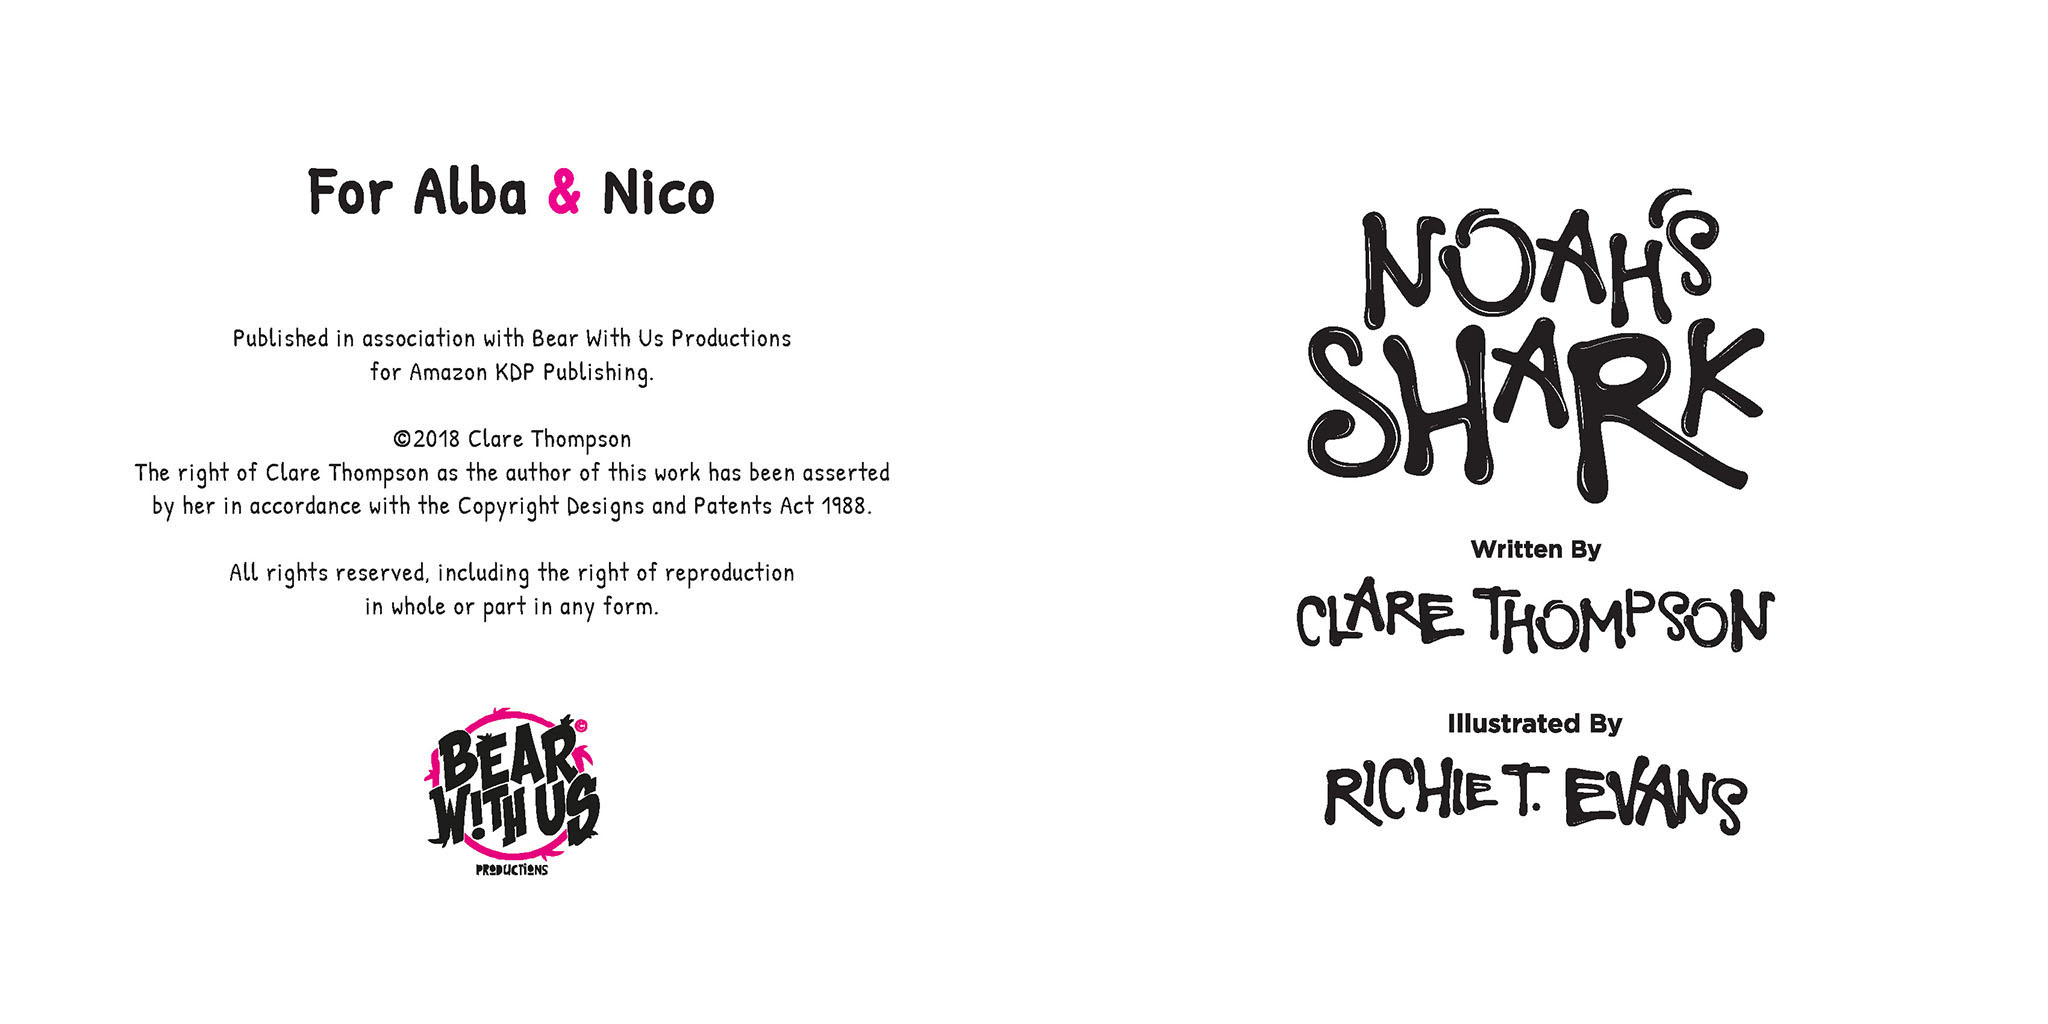 For Alba & Nico
Published in association with Bear With Us Productions
for Amazon KDP Publishing.
©2018 Clare Thompson
The right of Clare Thompson as the author of this work has been asserted
by her in accordance with the Copyright Designs and Patents Act 1988.
All rights reserved, including the right of reproduction
in whole or part in any form.
BEAR
WITH US
©
PRODUCTIONS
NOAH'S
SHARK
Written By
CLARE THOMPSON
Illustrated By
RICHIE T. EVANS